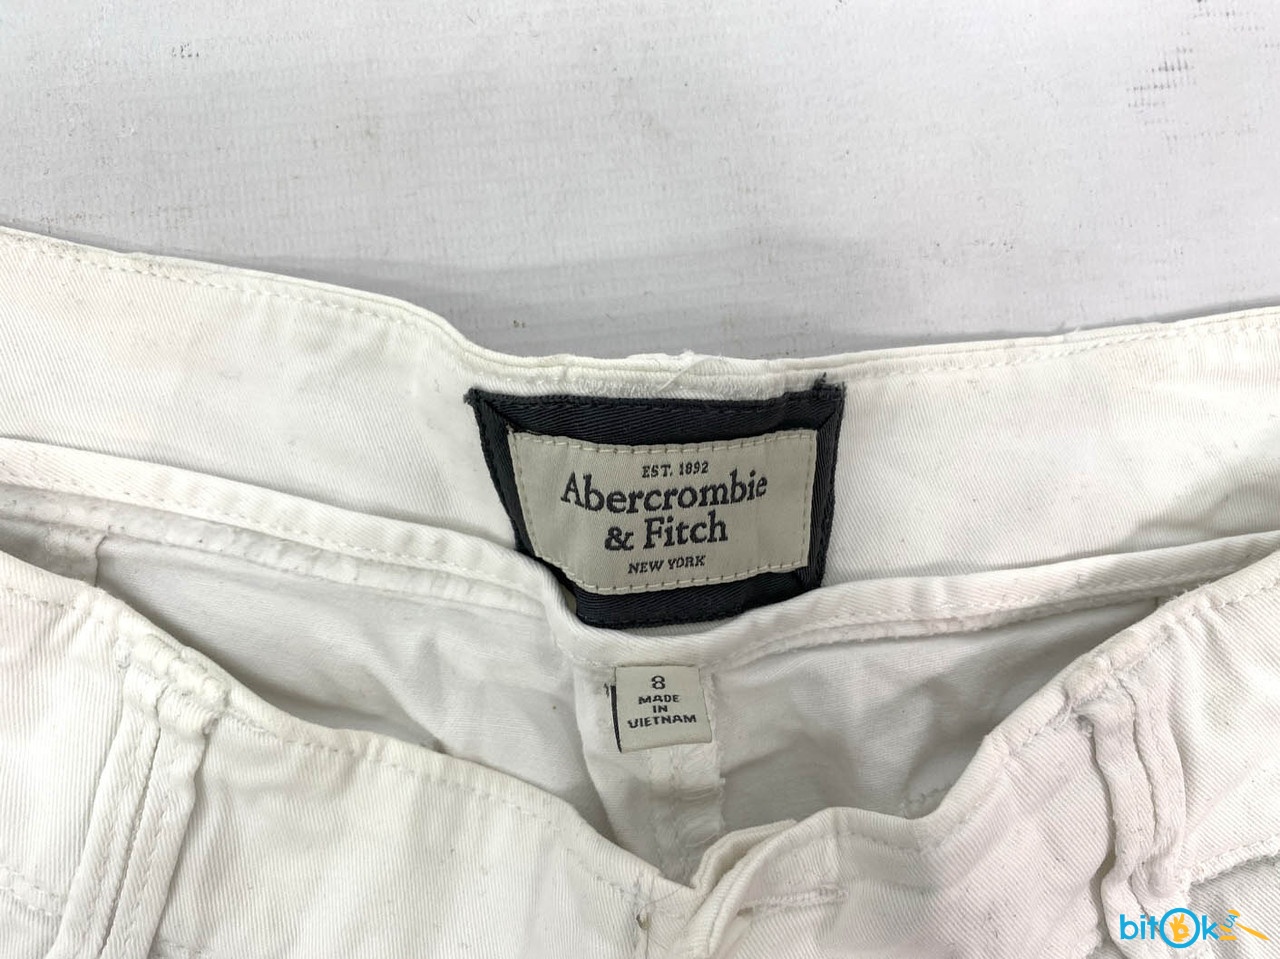 EST. 1892
Abercrombie
& Fitch
NEW YORK
8
MADE
IN
VIETNAM
bitOk